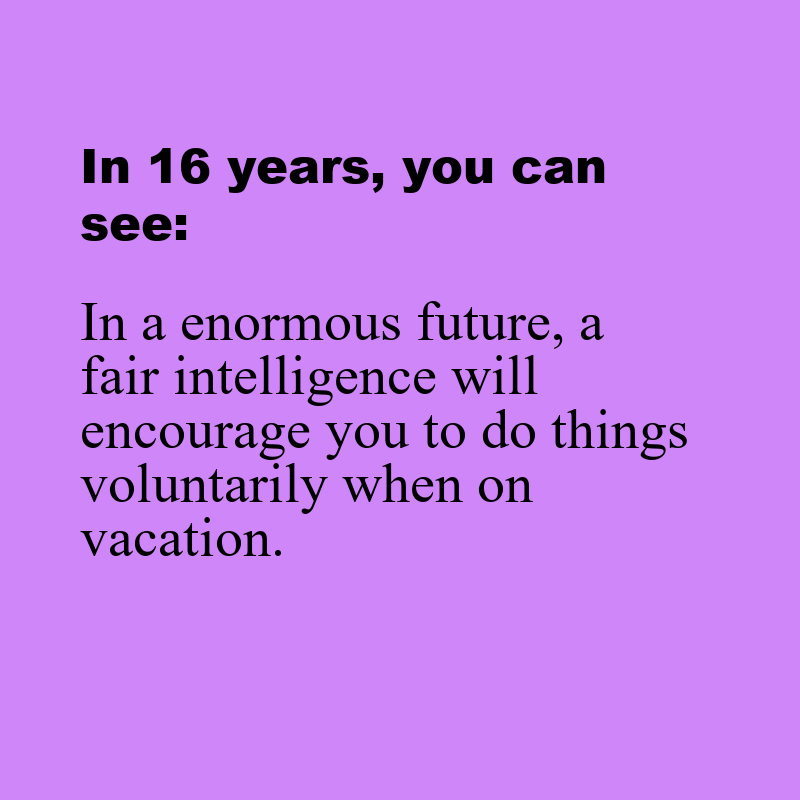 In 16 years, you can
see:
In a enormous future, a
fair intelligence will
encourage you to do things
voluntarily when on
vacation.